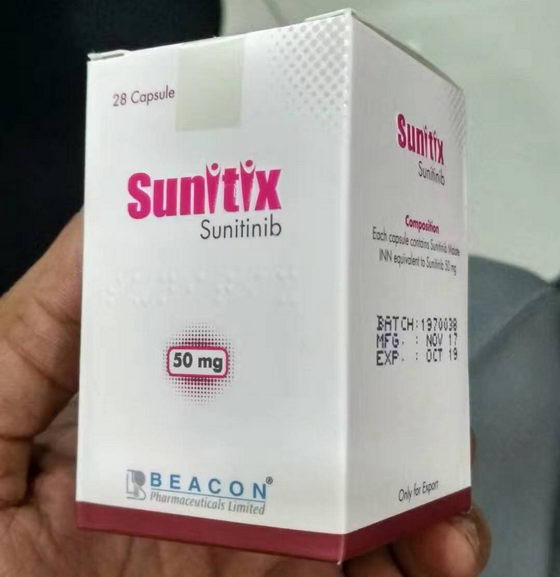 28 Capsule
Sunitix
Sunitinib
50 mg
BEACON®
Pharmaceuticals Limited
Sunitix
Sunitinib
Composition
Each capsule contains Sunitinib Malate
INN equivalent to Sunitinib 50 mg
BATCH:1970038
MFG. : NOV 17
EXP. : OCT 19
Only for Export